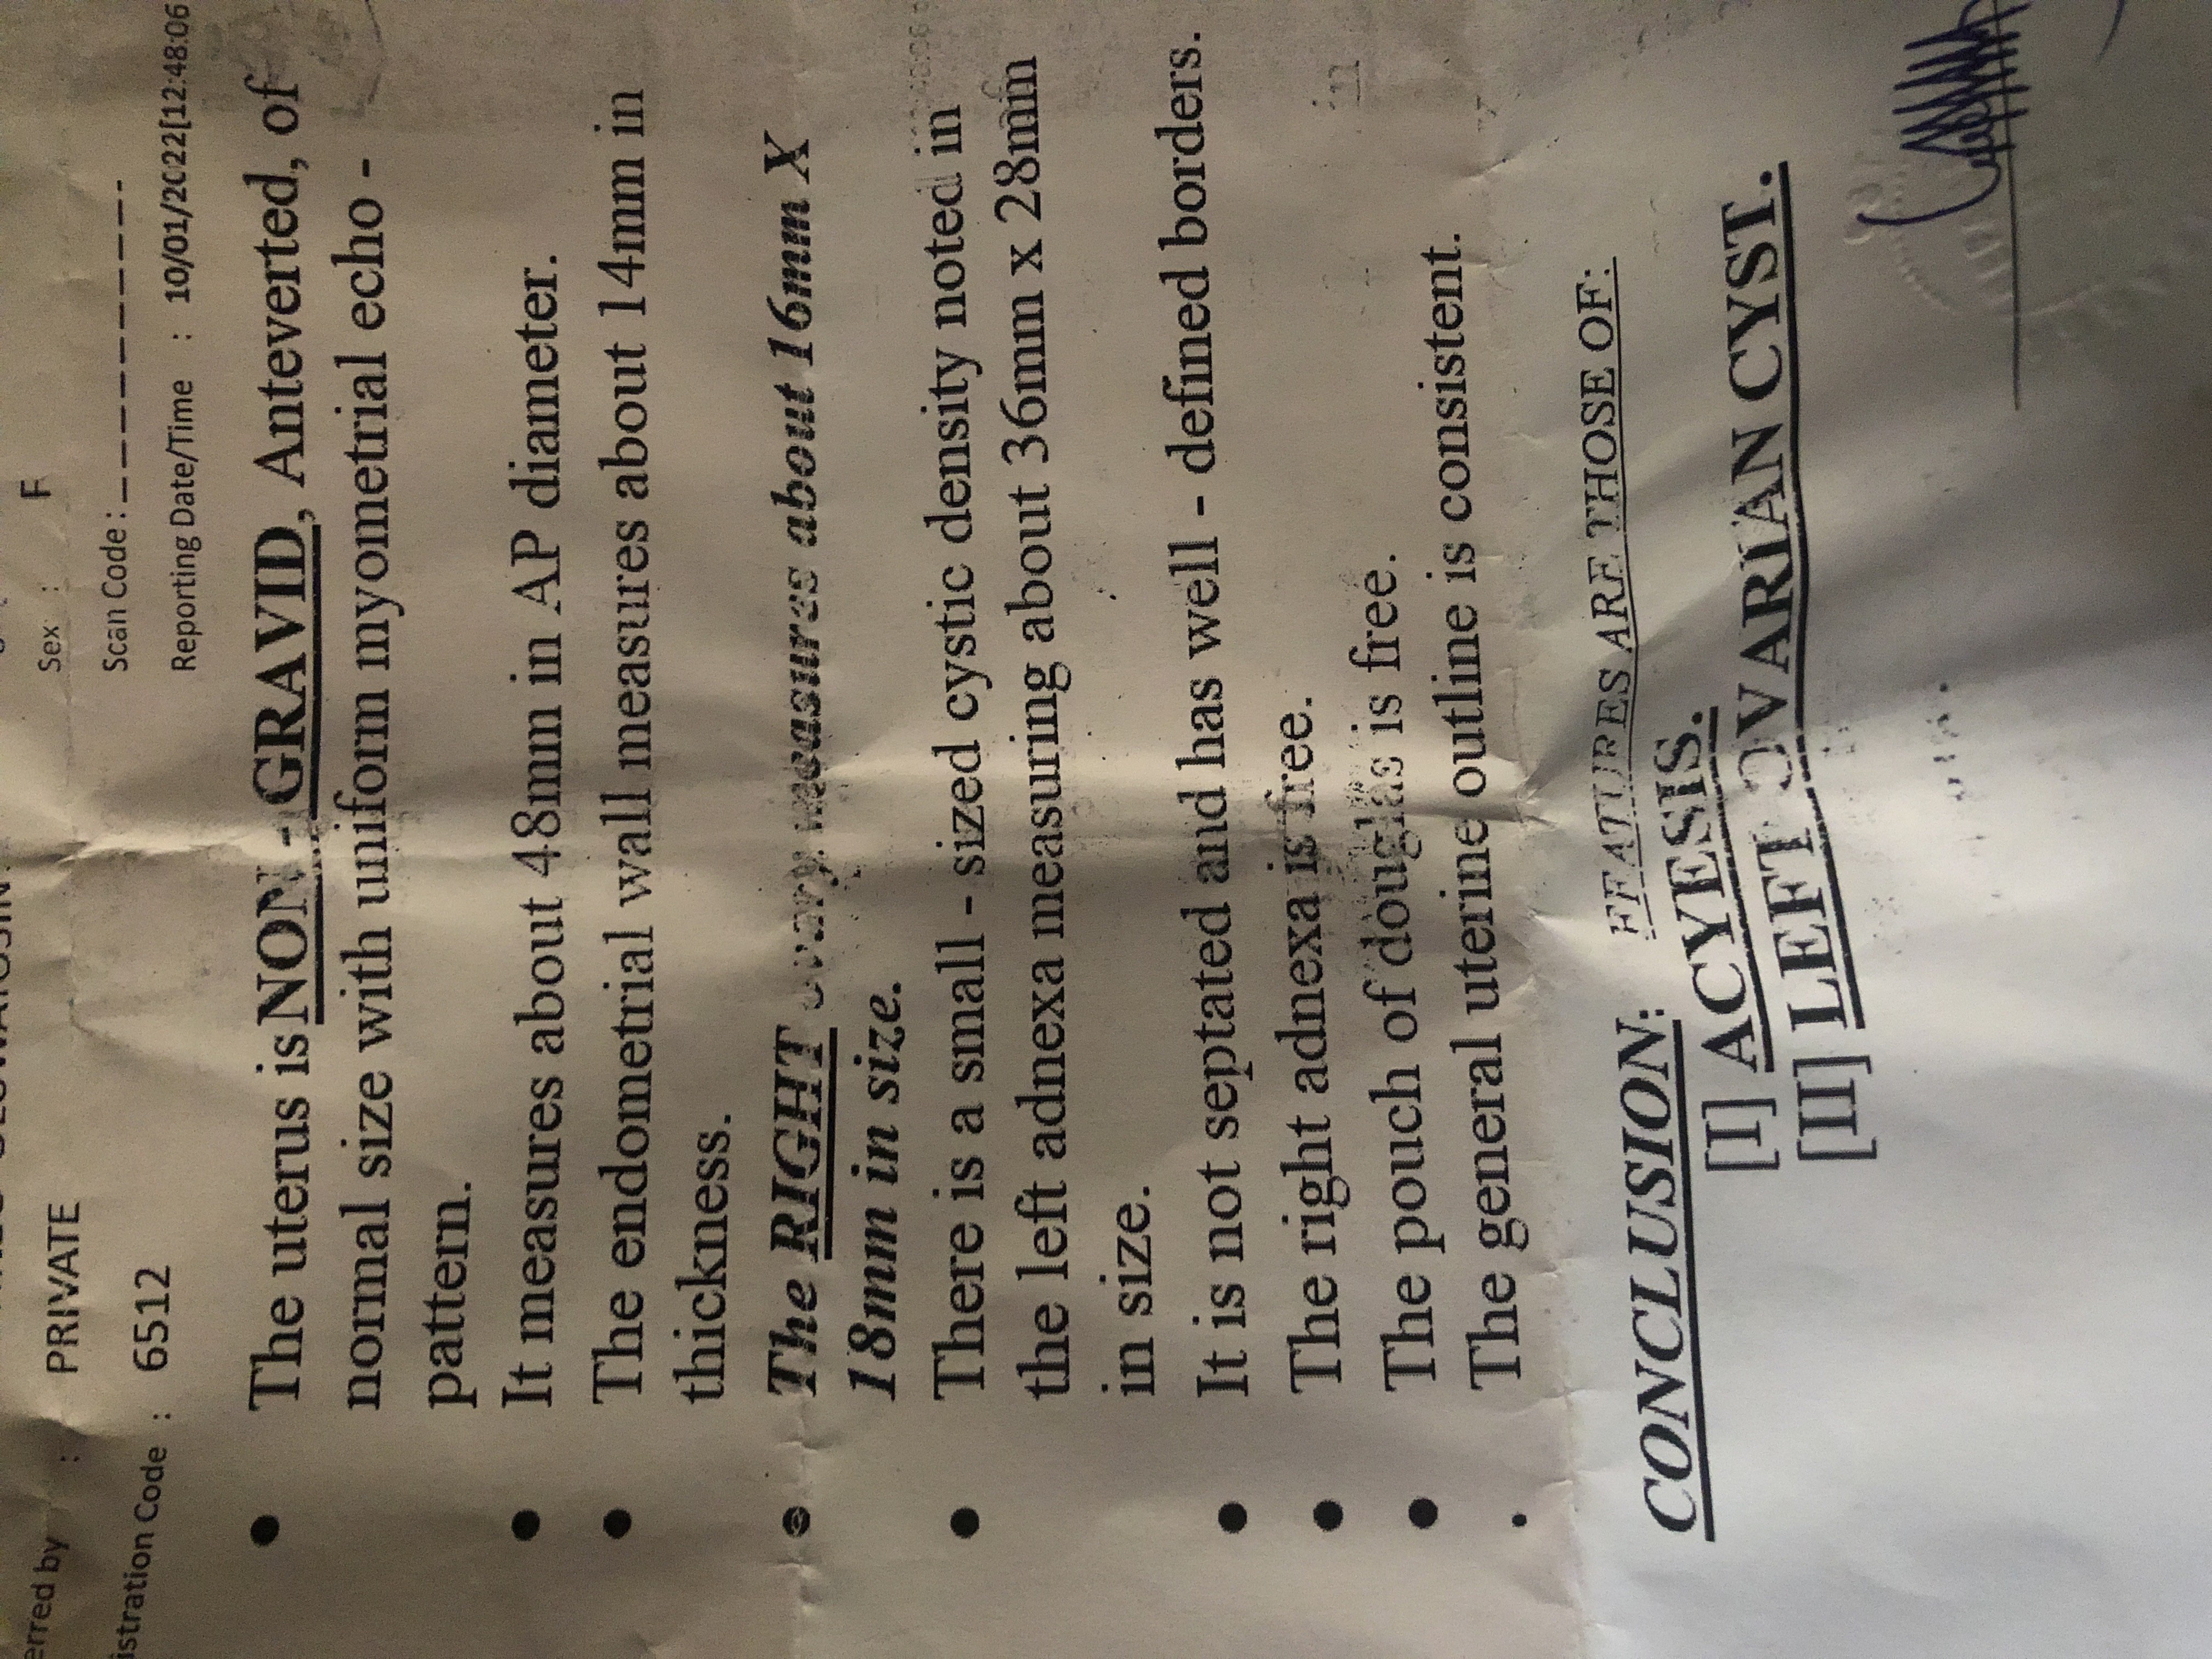 Sex : F
erred by : PRIVATE
Scan Code : - - - - - - - - - - -
istration Code : 6512
Reporting Date/Time : 10/01/2022[12:48:06
• The uterus is NON - GRAVID, Anteverted, of
normal size with uniform myometrial echo -
pattern.
• It measures about 48mm in AP diameter.
• The endometrial wall measures about 14mm in
thickness.
• The RIGHT ovary measures about 16mm X
18mm in size.
• There is a small - sized cystic density noted in
the left adnexa measuring about 36mm x 28mm
in size.
• It is not septated and has well - defined borders.
• The right adnexa is free.
• The pouch of douglas is free.
• The general uterine outline is consistent.
CONCLUSION: FEATURES ARE THOSE OF:
[I] ACYESIS.
[II] LEFT OVARIAN CYST.